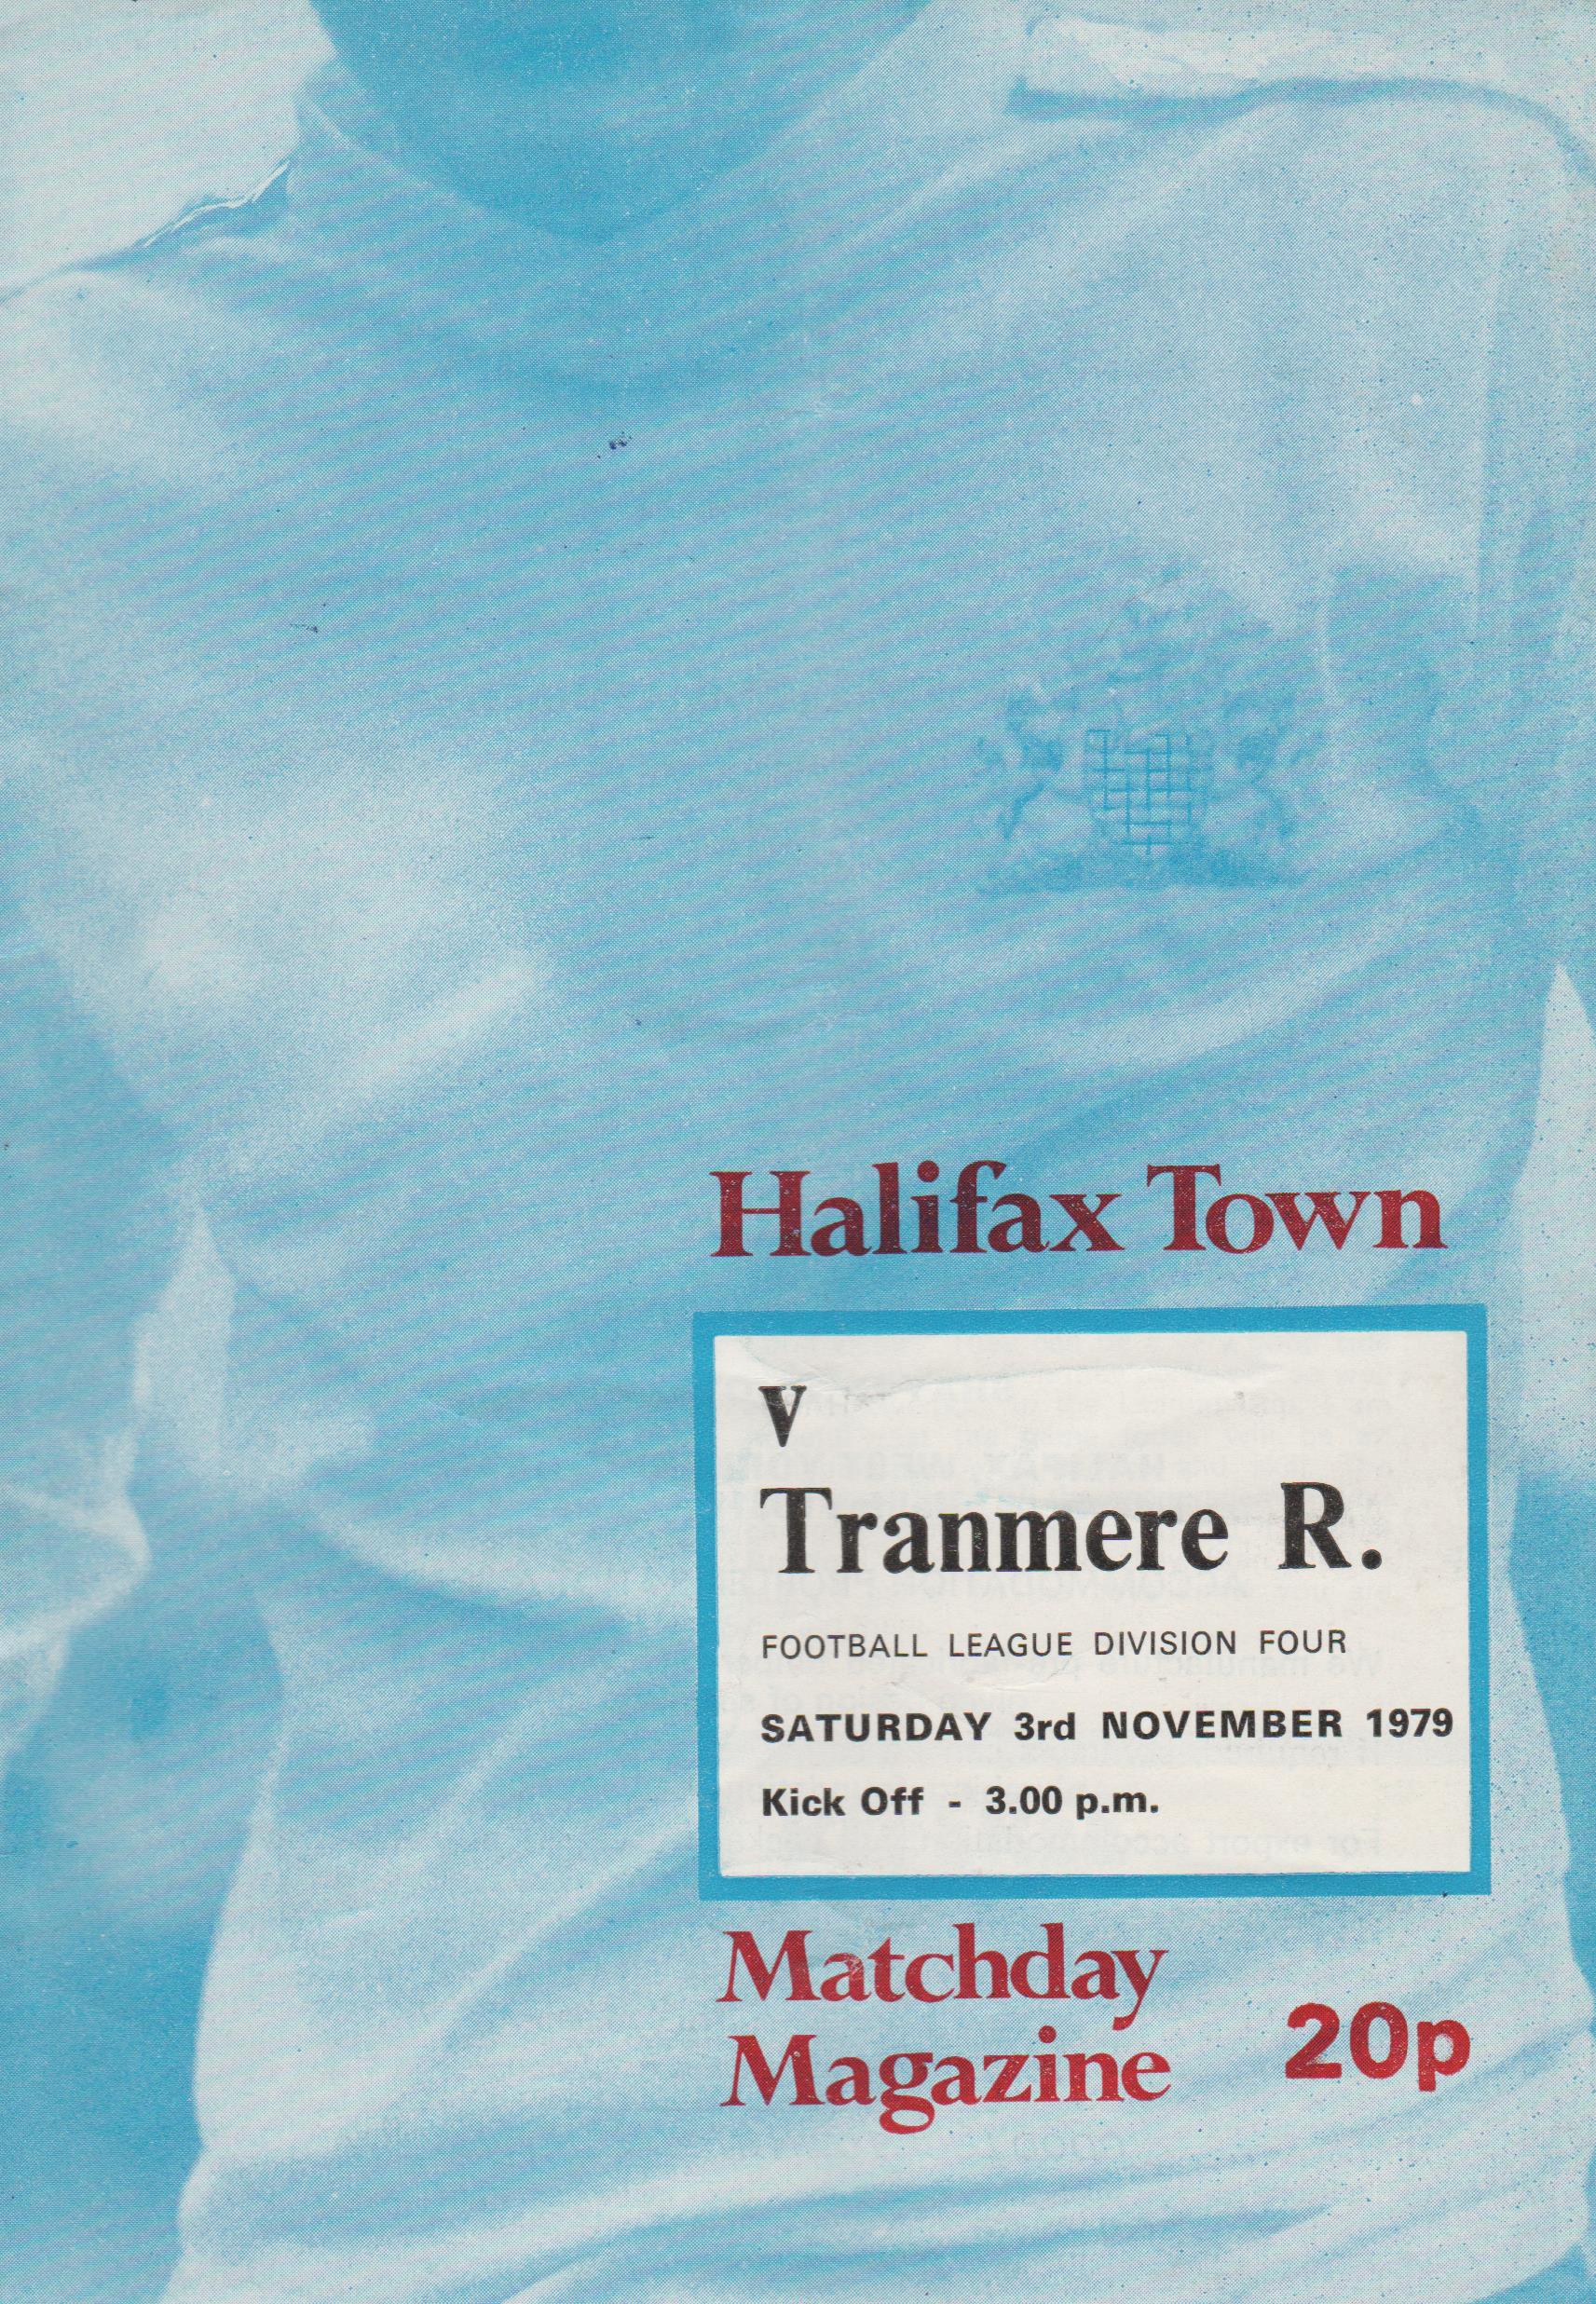 Halifax Town
v
Tranmere R.
FOOTBALL LEAGUE DIVISION FOUR
SATURDAY 3rd NOVEMBER 1979
Kick Off - 3.00 p.m.
Matchday
Magazine
20p